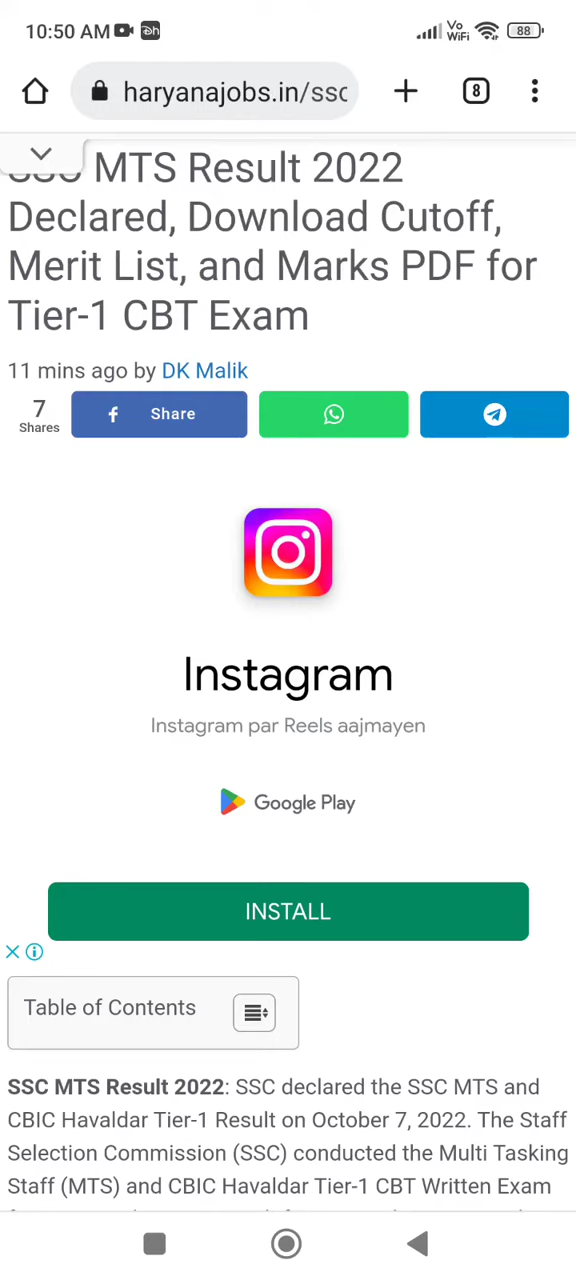 10:50 AM
Vo
WiFi
88
haryanajobs.in/ssc
8
SSC MTS Result 2022
Declared, Download Cutoff,
Merit List, and Marks PDF for
Tier-1 CBT Exam
11 mins ago by DK Malik
7
Shares
Share
Instagram
Instagram par Reels aajmayen
Google Play
INSTALL
Table of Contents
SSC MTS Result 2022: SSC declared the SSC MTS and
CBIC Havaldar Tier-1 Result on October 7, 2022. The Staff
Selection Commission (SSC) conducted the Multi Tasking
Staff (MTS) and CBIC Havaldar Tier-1 CBT Written Exam